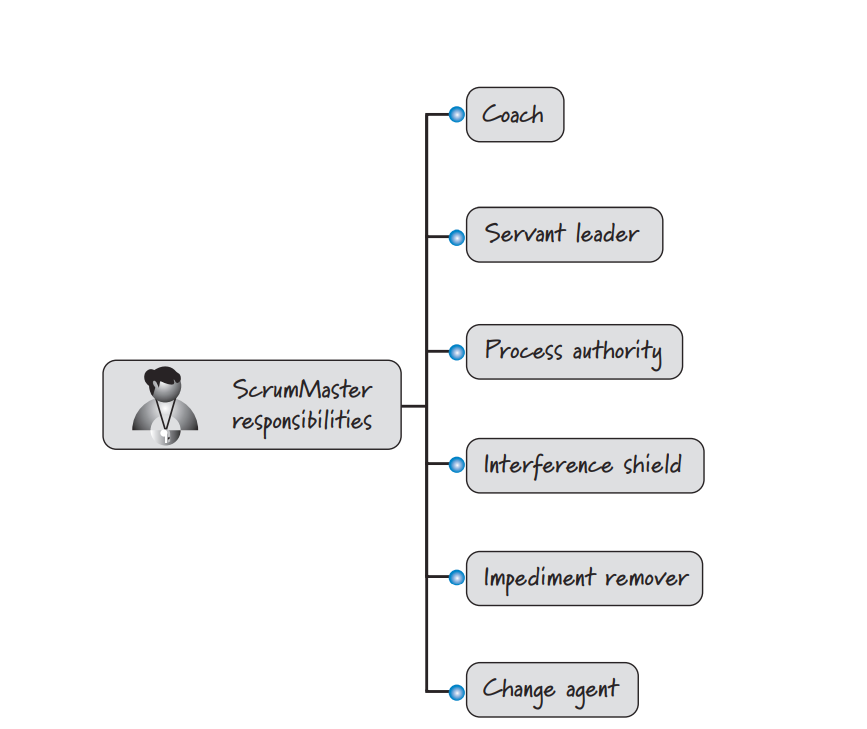 Coach
Servant leader
Process authority
ScrumMaster
responsibilities
Interference shield
Impediment remover
Change agent